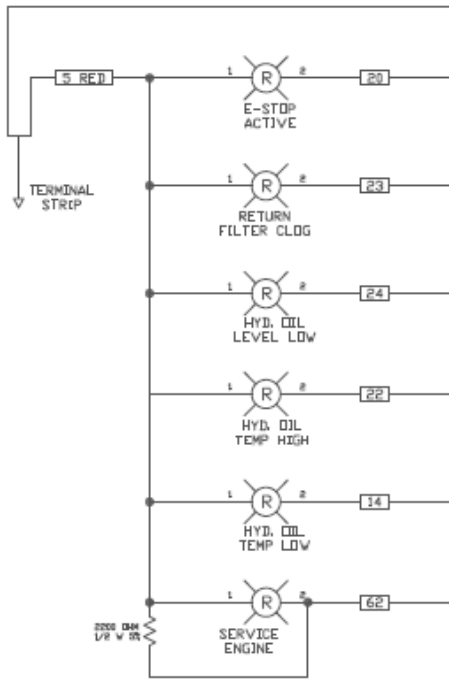 5 RED
1 R 2 20
E-STOP
ACTIVE
TERMINAL
STRIP
1 R 2 23
RETURN
FILTER CLOG
1 R 2 24
HYD. OIL
LEVEL LOW
1 R 2 22
HYD. OIL
TEMP HIGH
1 R 2 14
HYD. OIL
TEMP LOW
1 R 2 62
2200 OHM
1/2 W 5%
SERVICE
ENGINE